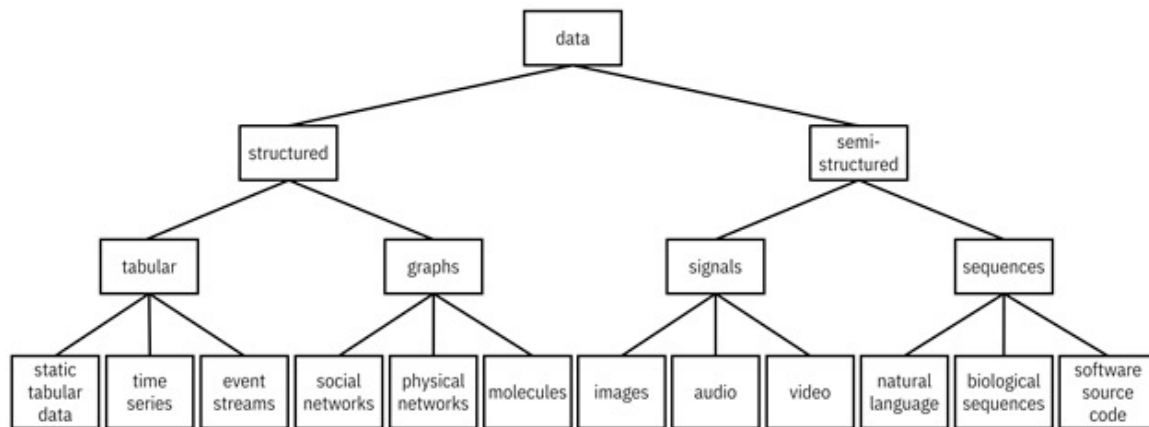 data
structured
semi-
structured
tabular
graphs
signals
sequences
static
tabular
data
time
series
event
streams
social
networks
physical
networks
molecules
images
audio
video
natural
language
biological
sequences
software
source
code